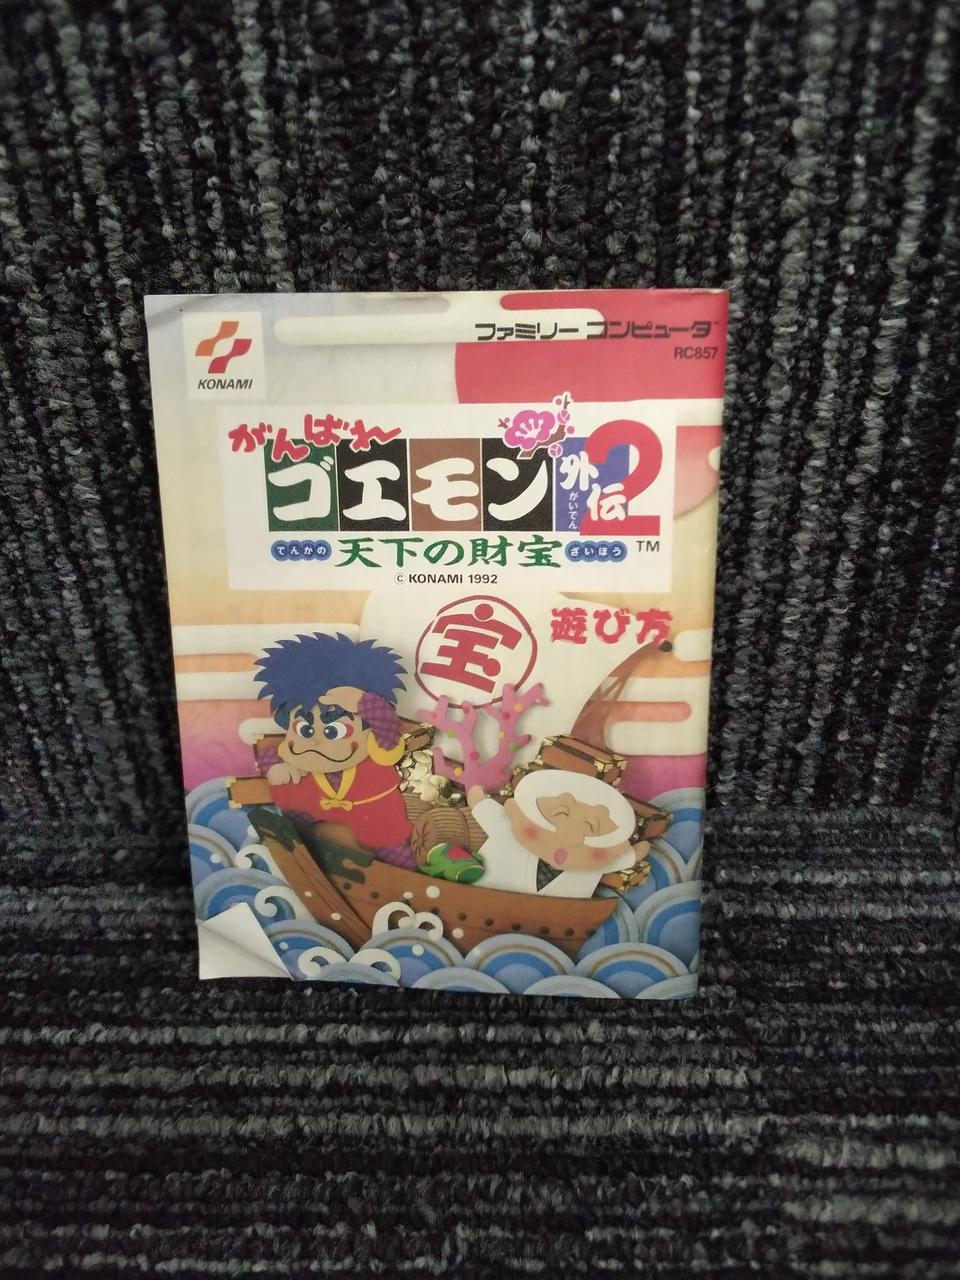 KONAMI
ファミリーコンピュータ™
RC857
がんばれ
ゴエモン外伝2
がいでん
てんかの 天下の財宝 ざいほう TM
© KONAMI 1992
宝
遊び方